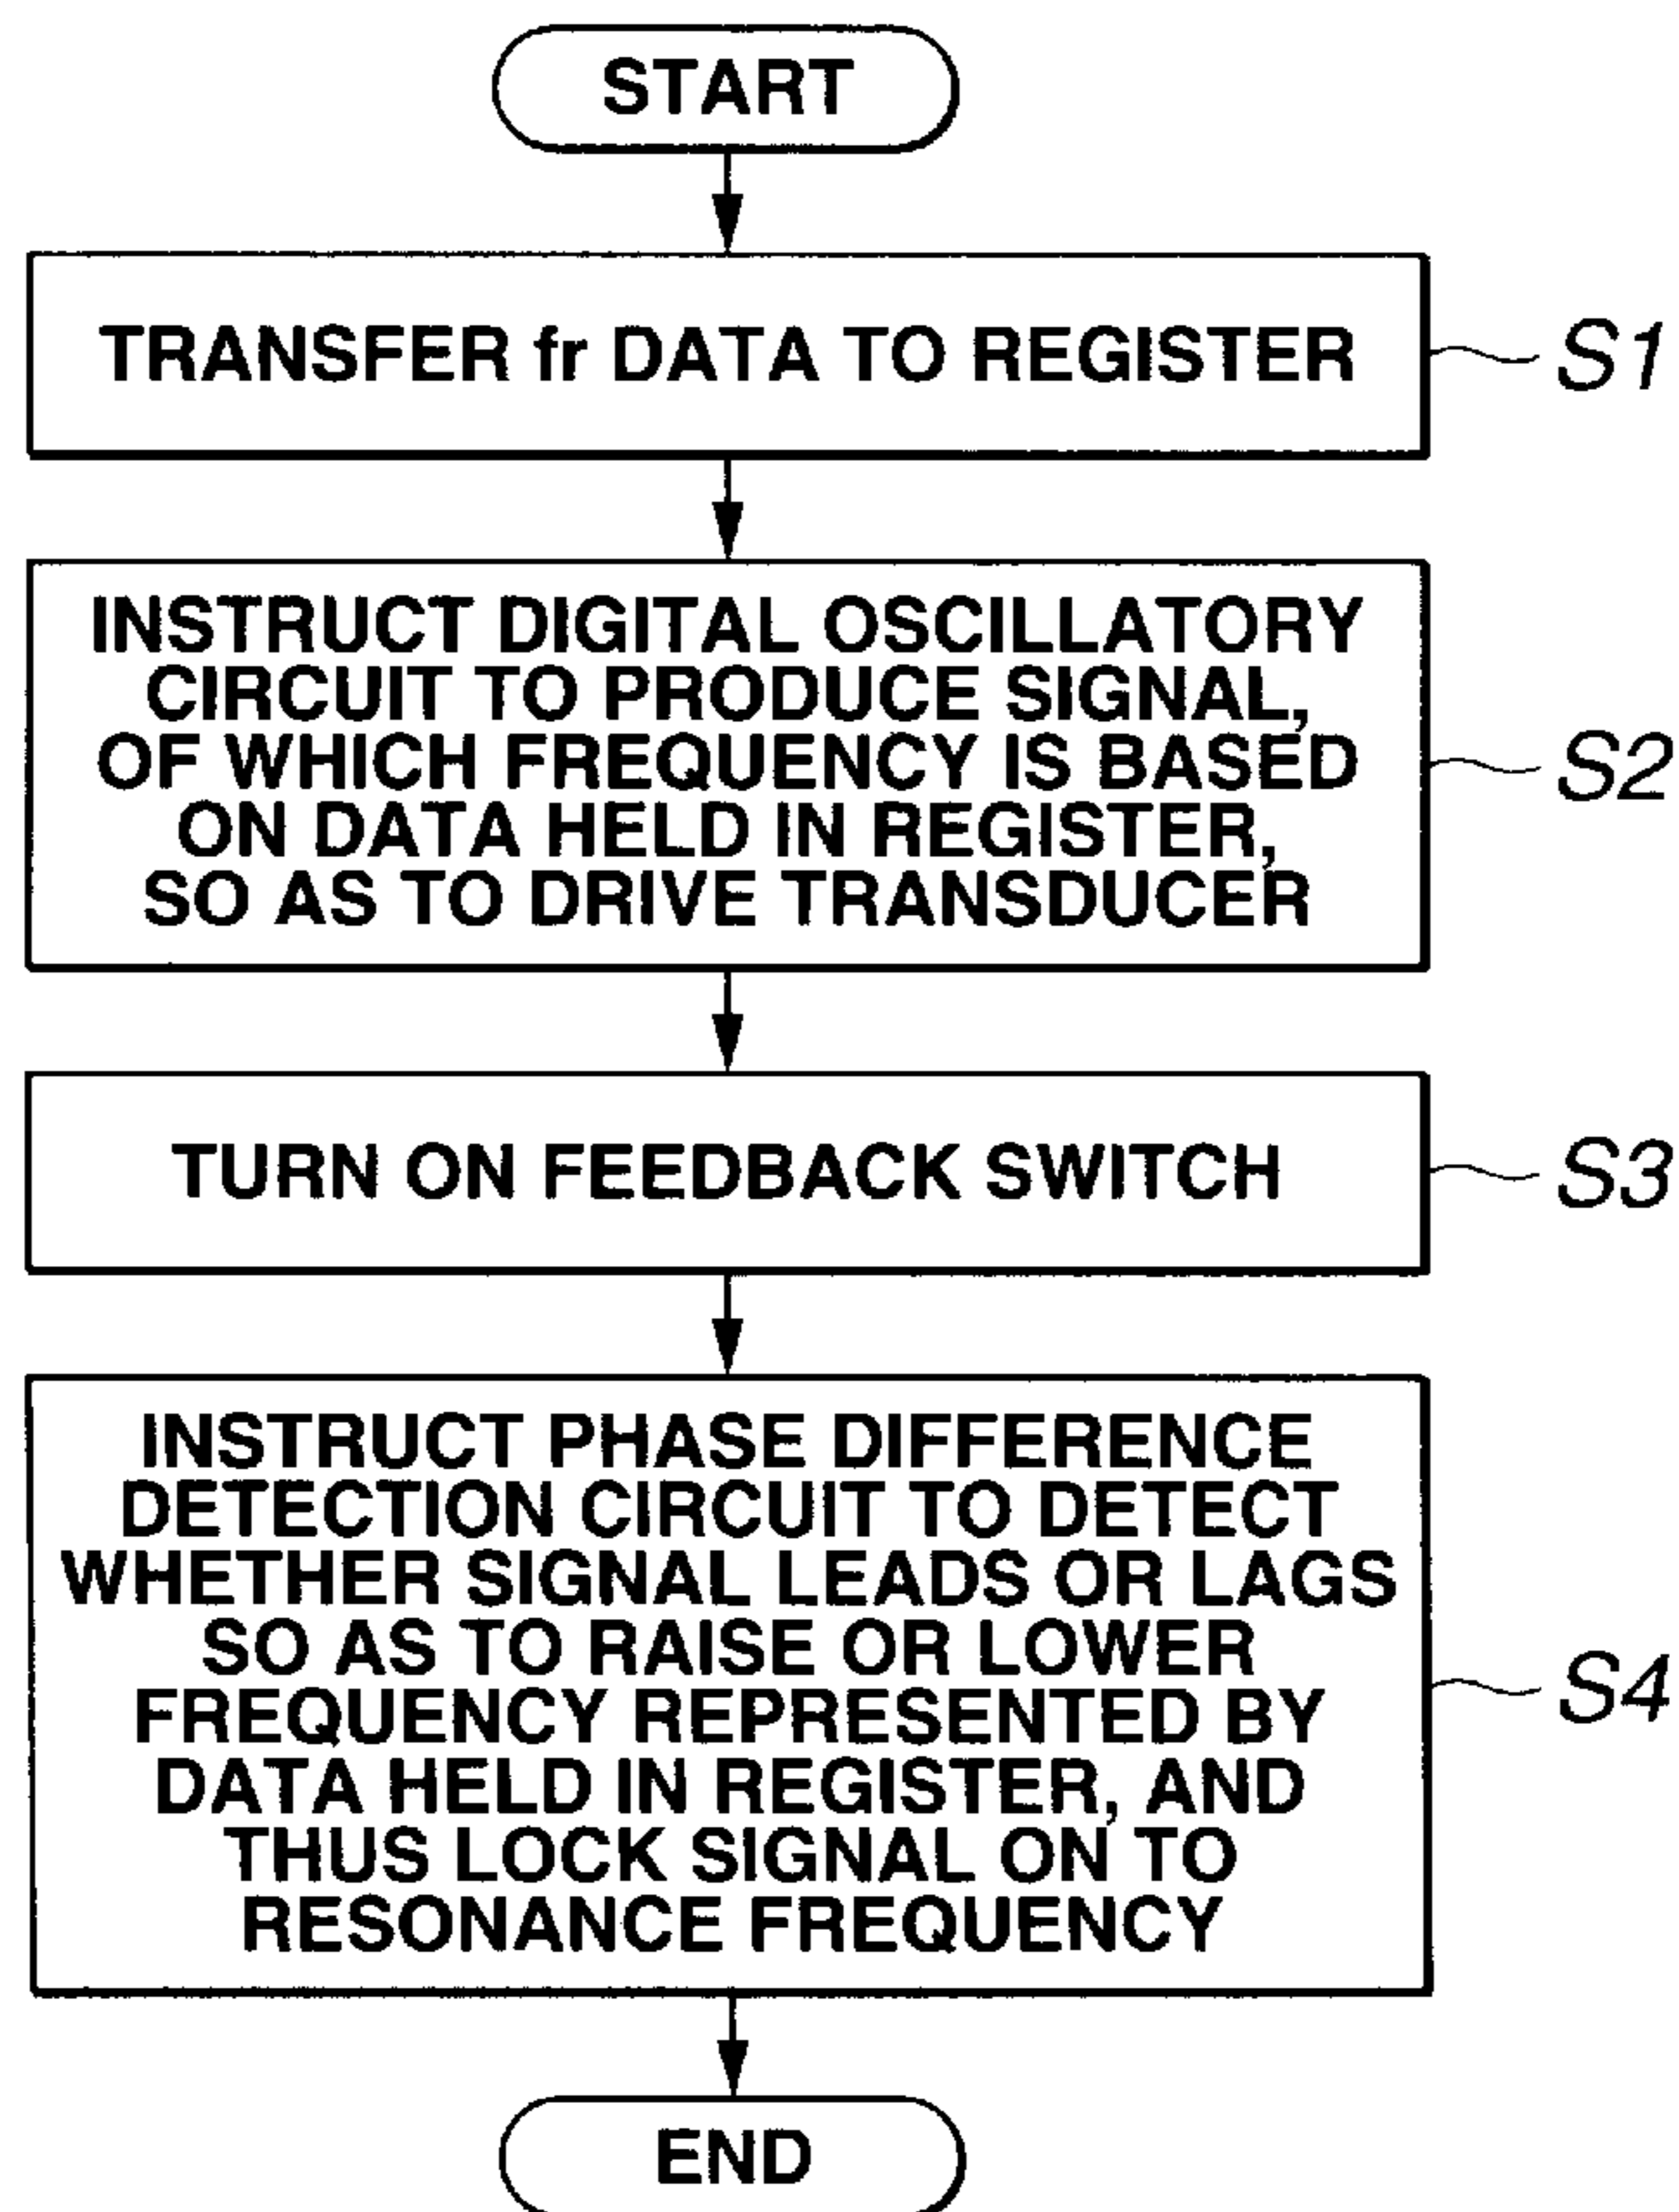 START
TRANSFER fr DATA TO REGISTER
S1
INSTRUCT DIGITAL OSCILLATORY
CIRCUIT TO PRODUCE SIGNAL,
OF WHICH FREQUENCY IS BASED
ON DATA HELD IN REGISTER,
SO AS TO DRIVE TRANSDUCER
S2
TURN ON FEEDBACK SWITCH
S3
INSTRUCT PHASE DIFFERENCE
DETECTION CIRCUIT TO DETECT
WHETHER SIGNAL LEADS OR LAGS
SO AS TO RAISE OR LOWER
FREQUENCY REPRESENTED BY
DATA HELD IN REGISTER, AND
THUS LOCK SIGNAL ON TO
RESONANCE FREQUENCY
S4
END